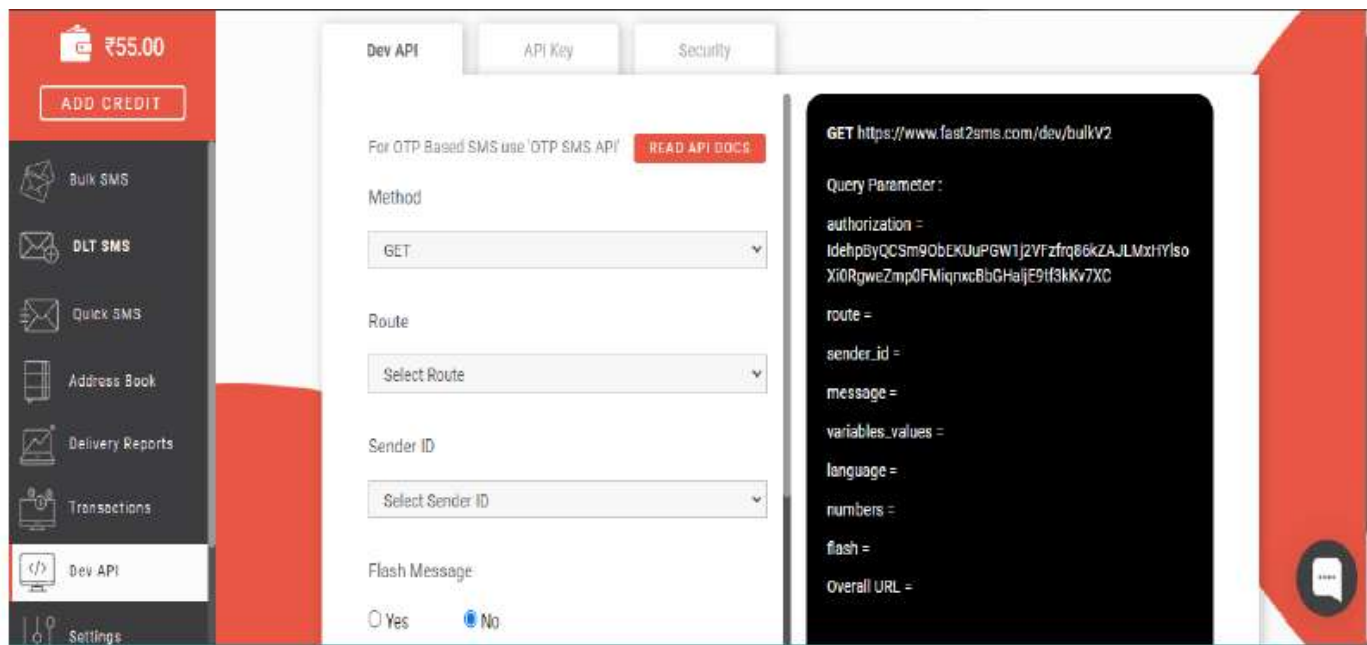 ₹55.00
ADD CREDIT
Bulk SMS
DLT SMS
Quick SMS
Address Book
Delivery Reports
Transactions
Dev API
Settings
Dev API
API Key
Security
For OTP Based SMS use 'OTP SMS API'
READ API DOCS
Method
GET
Route
Select Route
Sender ID
Select Sender ID
Flash Message
Yes
No
GET https://www.fast2sms.com/dev/bulkV2
Query Parameter :
authorization =
route =
sender_id =
message =
variables_values =
language =
numbers =
flash =
Overall URL =